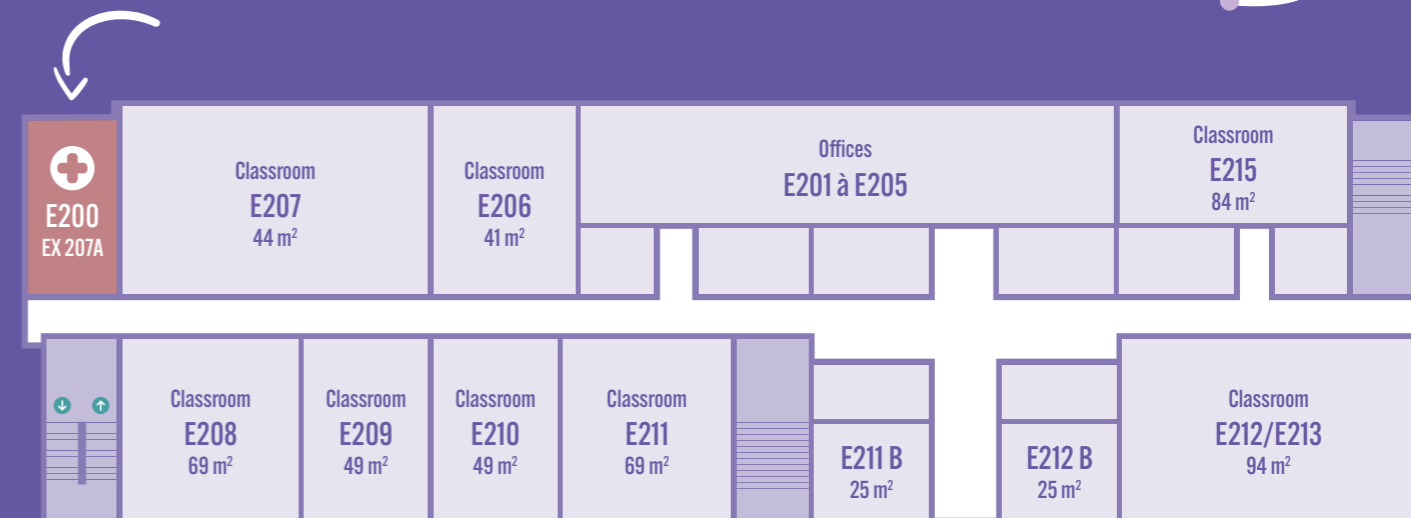 E200
EX 207A
Classroom
E207
44 m²
Classroom
E206
41 m²
Offices
E201 à E205
Classroom
E215
84 m²
Classroom
E208
69 m²
Classroom
E209
49 m²
Classroom
E210
49 m²
Classroom
E211
69 m²
E211 B
25 m²
E212 B
25 m²
Classroom
E212/E213
94 m²